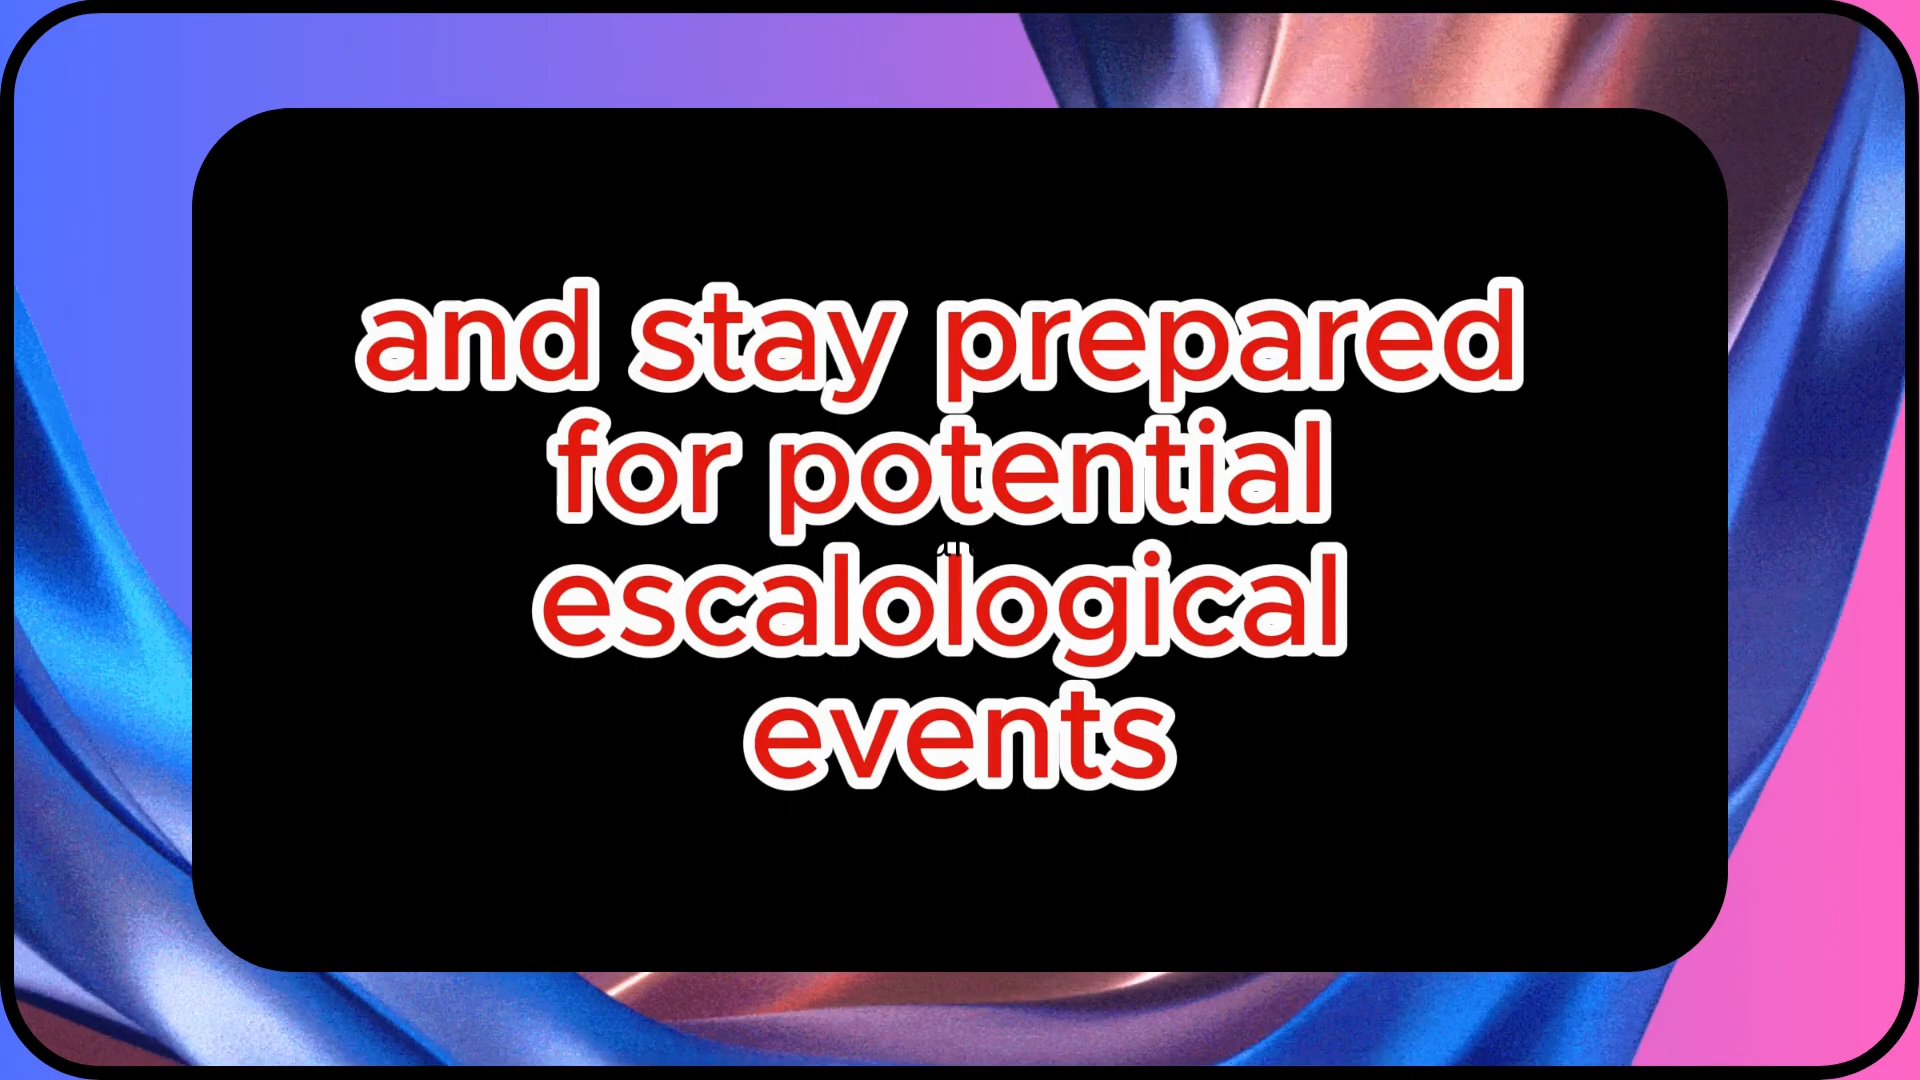 and stay prepared
for potential
escalological
events